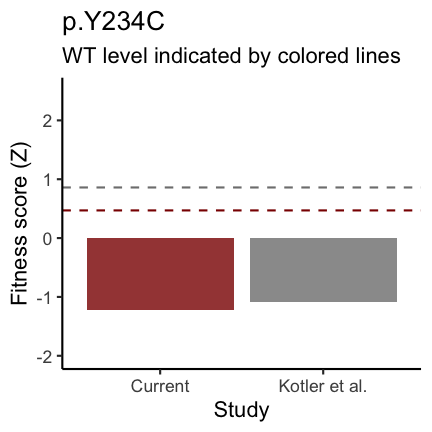 p.Y234C
WT level indicated by colored lines
Fitness score (Z)
2
1
0
-1
-2
Current
Kotler et al.
Study